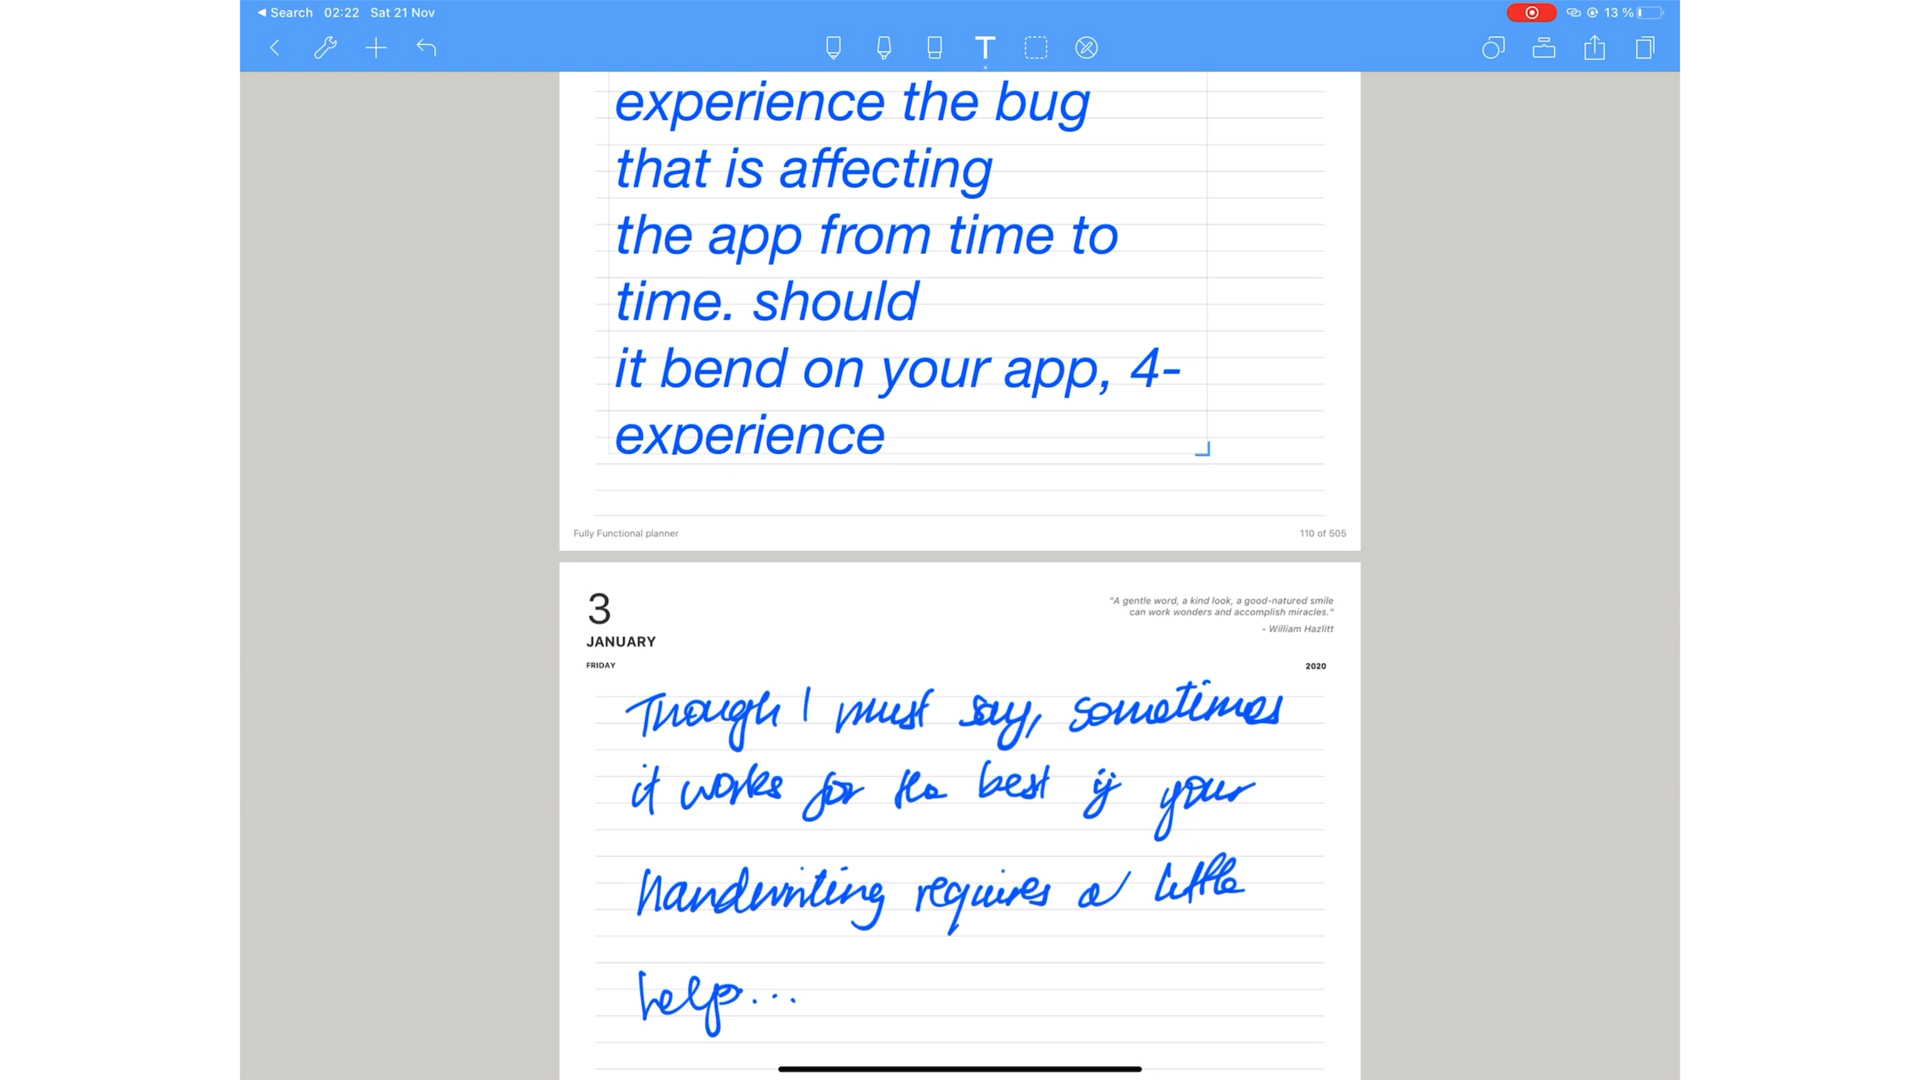 ◀ Search 02:22 Sat 21 Nov
13 %
T
experience the bug
that is affecting
the app from time to
time. should
it bend on your app, 4-
experience
Fully Functional planner
110 of 505
3
JANUARY
FRIDAY
"A gentle word, a kind look, a good-natured smile
can work wonders and accomplish miracles."
- William Hazlitt
2020
Though I must say, sometimes
it works for the best if your
handwriting requires a little
help...